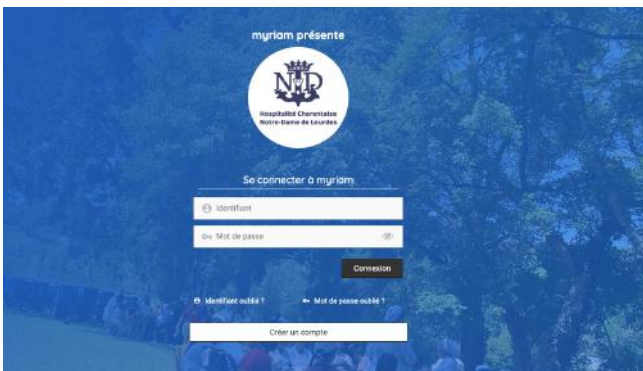 myriam présente
ND
Hospitalité Charentaise
Notre-Dame de Lourdes
Se connecter à myriam
Identifiant
Mot de passe
Connexion
Identifiant oublié ?
Mot de passe oublié ?
Créer un compte